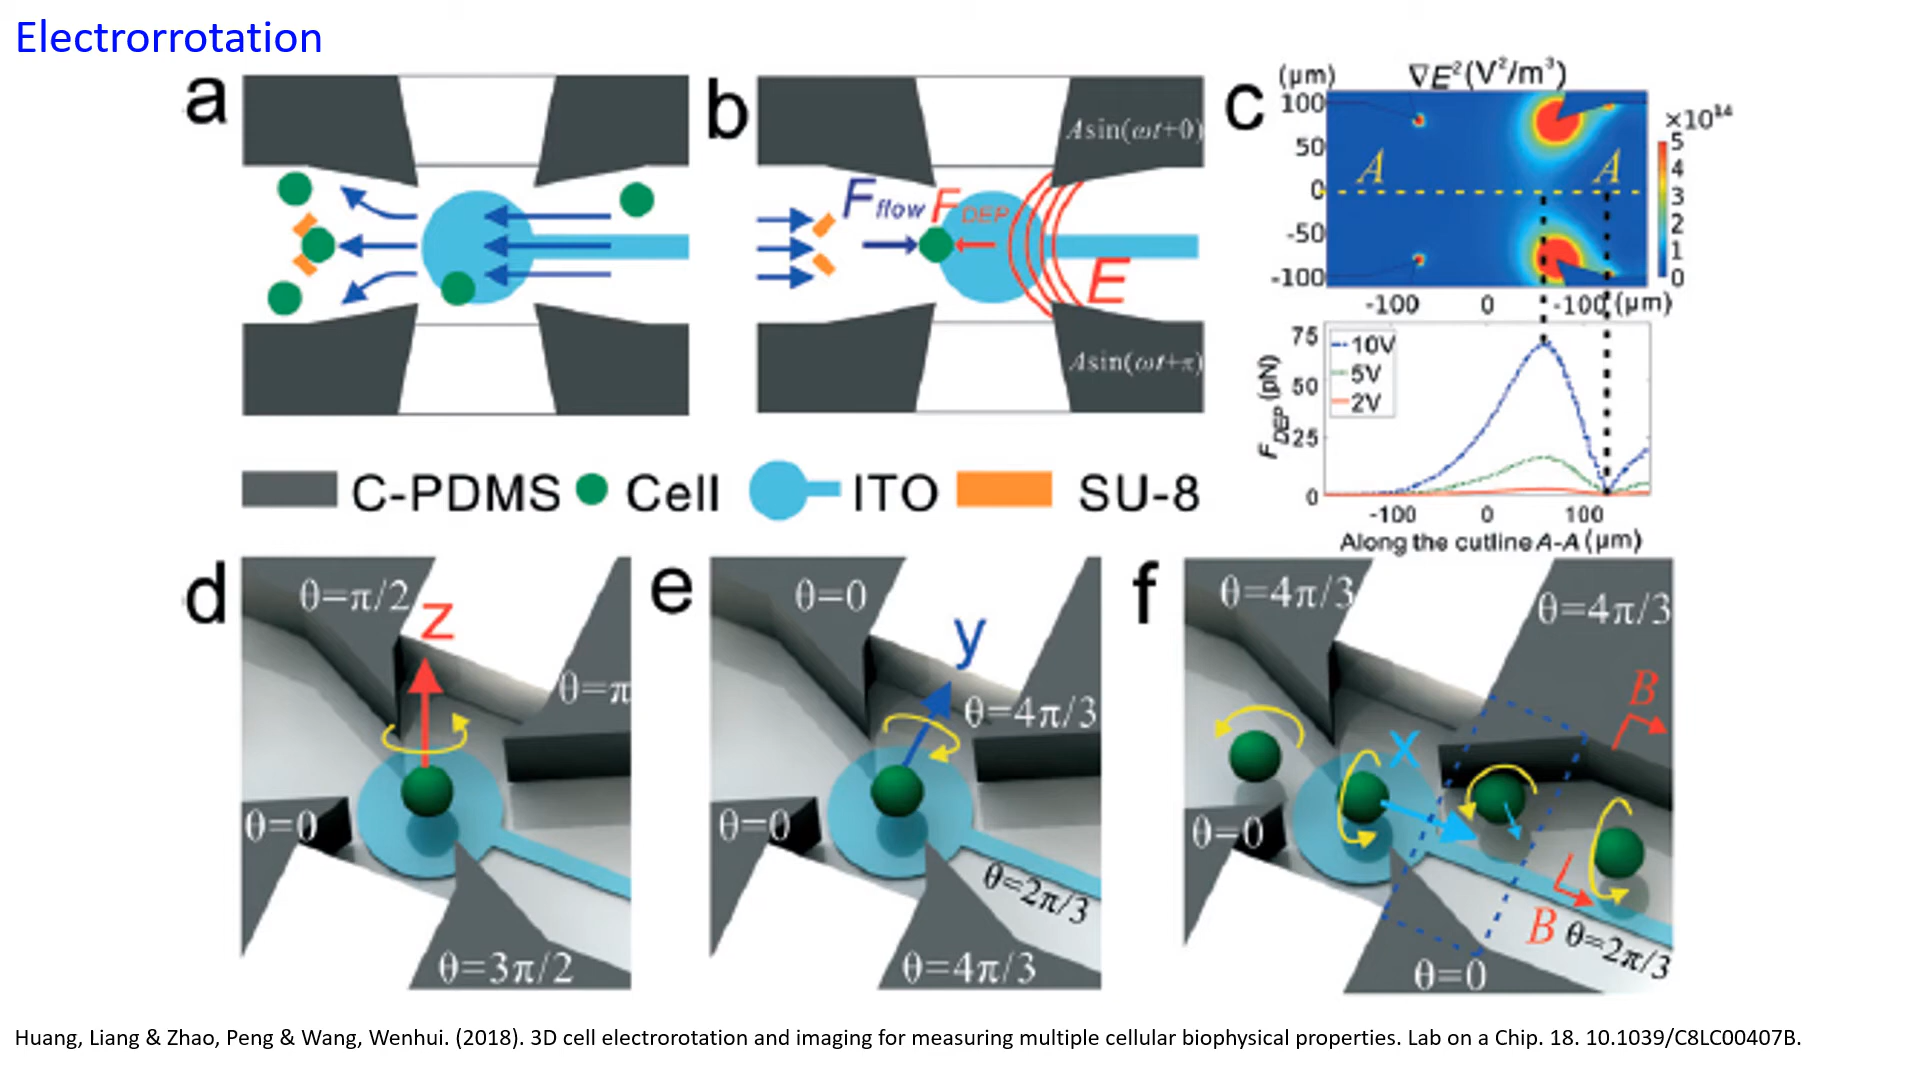 Electrorrotation
a
b
Asin(ωt+0)
F flow
F DEP
E
Asin(ωt+π)
c
(μm)
∇E²(V²/m³)
100
50
0
-50
-100
A
A
×10¹⁴
5
4
3
2
1
0
-100
0
-100
(μm)
75
50
25
0
F DEP (pN)
10V
5V
2V
-100
0
100
Along the cutline A-A (μm)
C-PDMS
Cell
ITO
SU-8
d
θ=π/2
z
θ=π
θ=0
θ=3π/2
e
θ=0
y
θ=4π/3
θ=0
θ=2π/3
θ=4π/3
f
θ=4π/3
θ=4π/3
B
X
θ=0
B
θ=2π/3
θ=0
Huang, Liang & Zhao, Peng & Wang, Wenhui. (2018). 3D cell electrorotation and imaging for measuring multiple cellular biophysical properties. Lab on a Chip. 18. 10.1039/C8LC00407B.